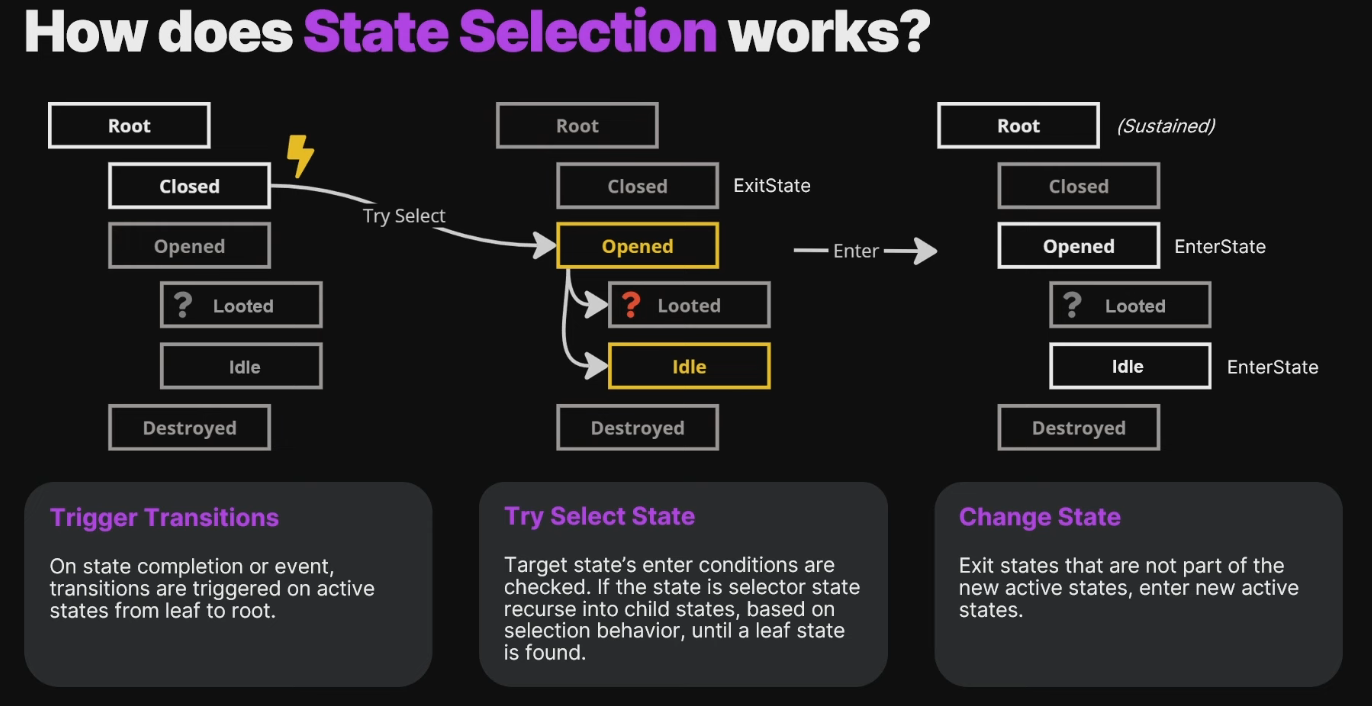 How does State Selection works?
Root
Closed
Opened
? Looted
Idle
Destroyed
Try Select
Root
Closed
ExitState
Opened
? Looted
Idle
Destroyed
Enter
Root
(Sustained)
Closed
Opened
EnterState
? Looted
Idle
EnterState
Destroyed
Trigger Transitions
On state completion or event,
transitions are triggered on active
states from leaf to root.
Try Select State
Target state’s enter conditions are
checked. If the state is selector state
recurse into child states, based on
selection behavior, until a leaf state
is found.
Change State
Exit states that are not part of the
new active states, enter new active
states.